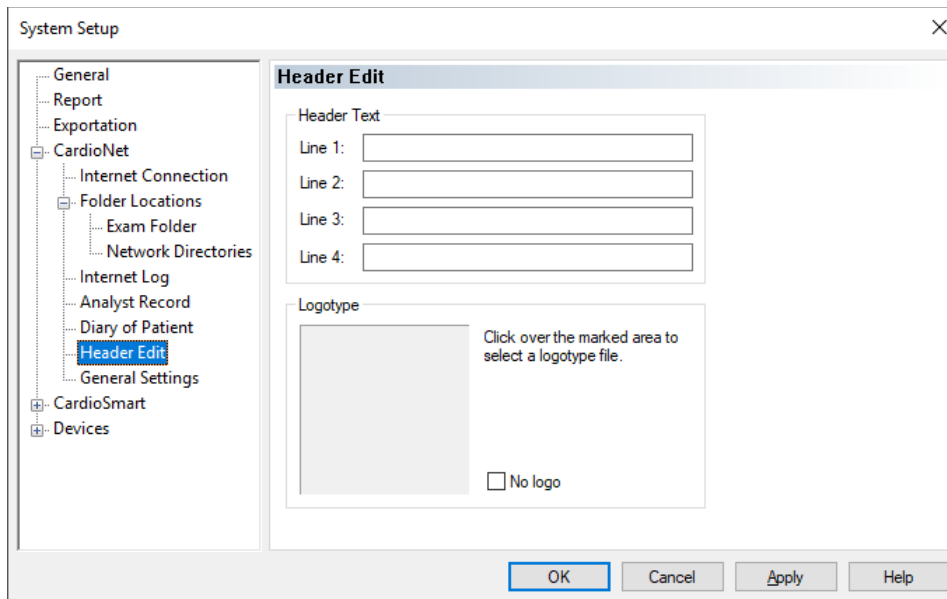 System Setup
General
Report
Exportation
CardioNet
Internet Connection
Folder Locations
Exam Folder
Network Directories
Internet Log
Analyst Record
Diary of Patient
Header Edit
General Settings
CardioSmart
Devices
Header Edit
Header Text
Line 1:
Line 2:
Line 3:
Line 4:
Logotype
Click over the marked area to
select a logotype file.
No logo
OK
Cancel
Apply
Help